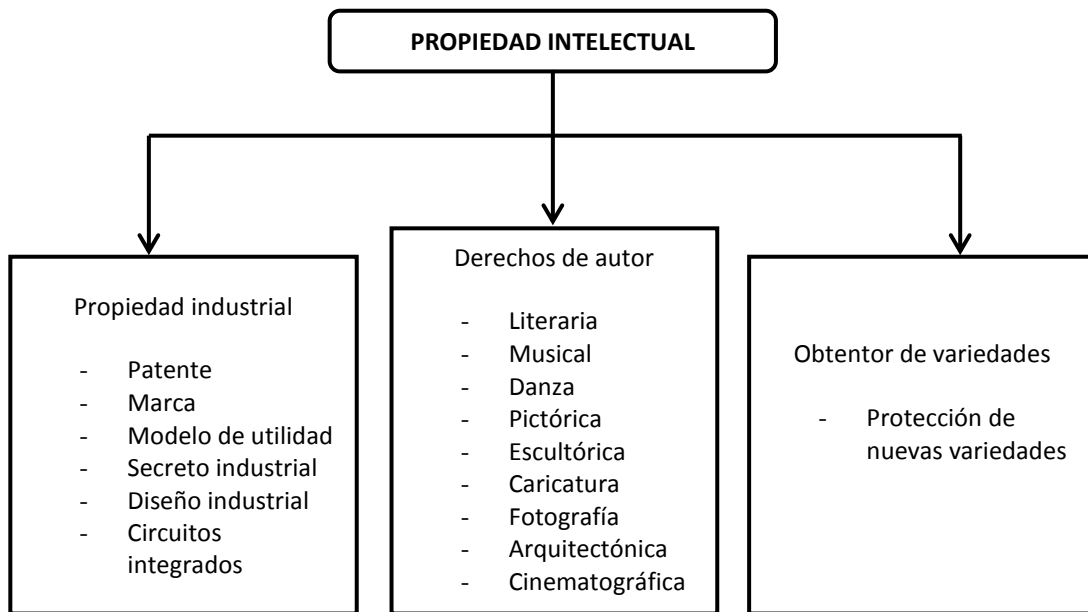 PROPIEDAD INTELECTUAL
Propiedad industrial
- Patente
- Marca
- Modelo de utilidad
- Secreto industrial
- Diseño industrial
- Circuitos
integrados
Derechos de autor
- Literaria
- Musical
- Danza
- Pictórica
- Escultórica
- Caricatura
- Fotografía
- Arquitectónica
- Cinematográfica
Obtentor de variedades
- Protección de
nuevas variedades